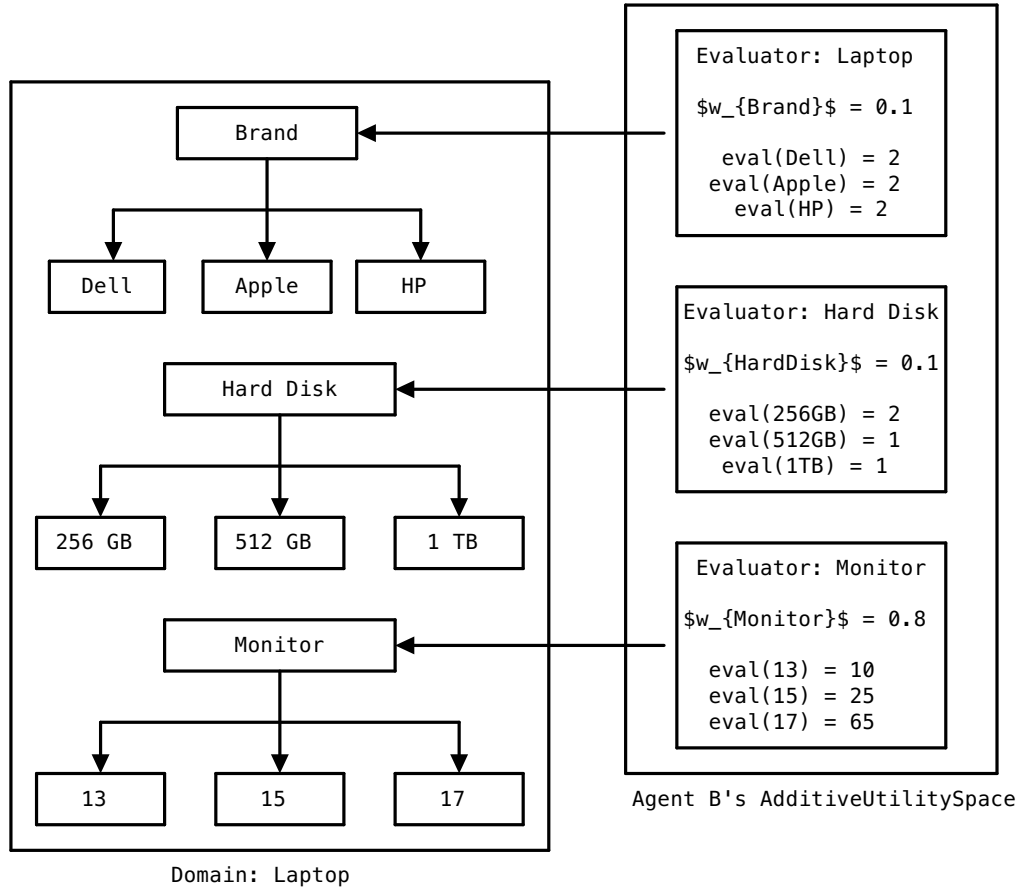 Brand
Dell
Apple
HP
Hard Disk
256 GB
512 GB
1 TB
Monitor
13
15
17
Domain: Laptop
Evaluator: Laptop
$w_{Brand}$ = 0.1
eval(Dell) = 2
eval(Apple) = 2
eval(HP) = 2
Evaluator: Hard Disk
$w_{HardDisk}$ = 0.1
eval(256GB) = 2
eval(512GB) = 1
eval(1TB) = 1
Evaluator: Monitor
$w_{Monitor}$ = 0.8
eval(13) = 10
eval(15) = 25
eval(17) = 65
Agent B's AdditiveUtilitySpace